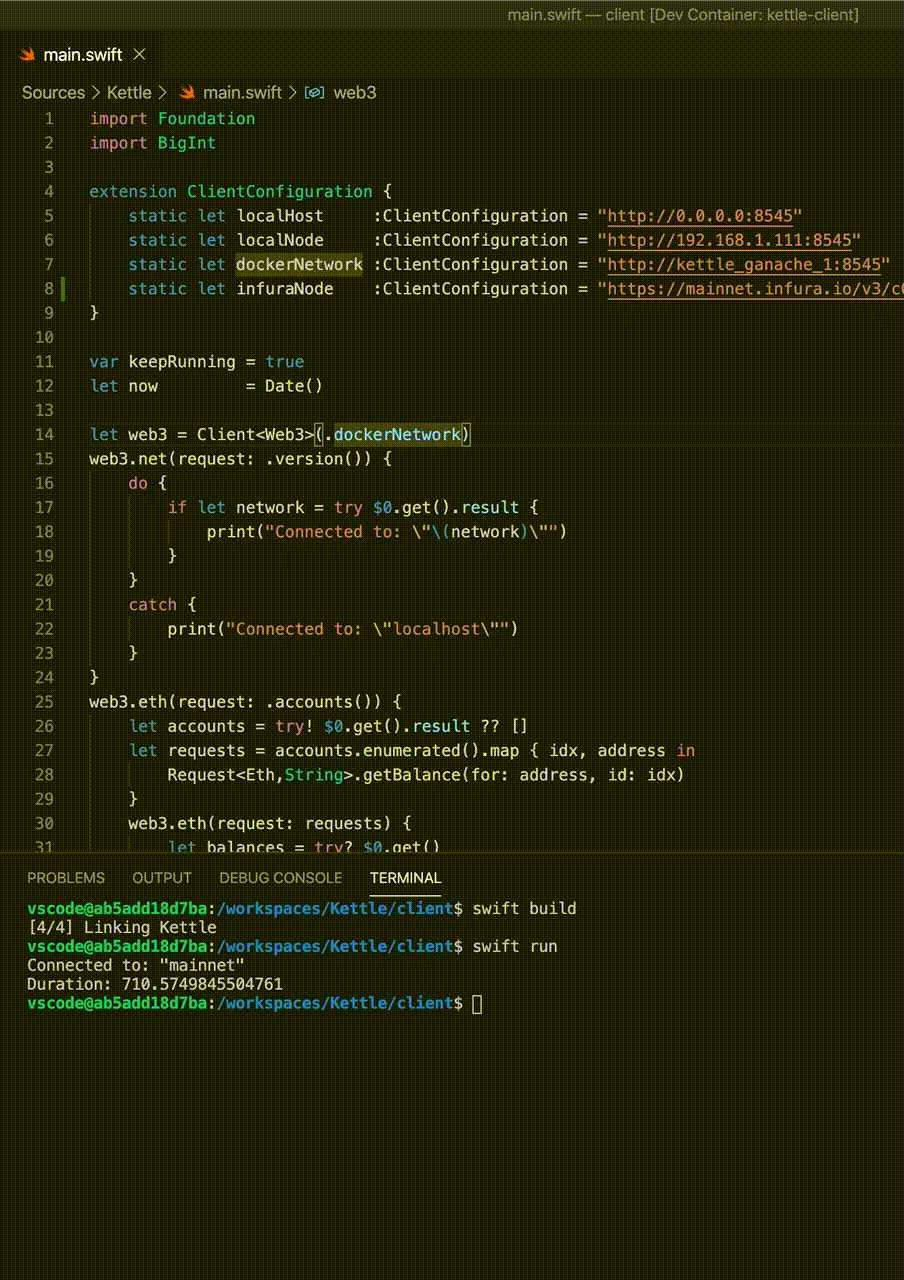 main.swift — client [Dev Container: kettle-client]
main.swift
Sources > Kettle > main.swift > web3
1 import Foundation
2 import BigInt
3
4 extension ClientConfiguration {
5 static let localHost :ClientConfiguration = "http://0.0.0.0:8545"
6 static let localNode :ClientConfiguration = "http://192.168.1.111:8545"
7 static let dockerNetwork :ClientConfiguration = "http://kettle_ganache_1:8545"
8 static let infuraNode :ClientConfiguration = "https://mainnet.infura.io/v3/c
9 }
10
11 var keepRunning = true
12 let now = Date()
13
14 let web3 = Client<Web3>(.dockerNetwork)
15 web3.net(request: .version()) {
16 do {
17 if let network = try $0.get().result {
18 print("Connected to: \"\(network)\"")
19 }
20 }
21 catch {
22 print("Connected to: \"localhost\"")
23 }
24 }
25 web3.eth(request: .accounts()) {
26 let accounts = try! $0.get().result ?? []
27 let requests = accounts.enumerated().map { idx, address in
28 Request<Eth,String>.getBalance(for: address, id: idx)
29 }
30 web3.eth(request: requests) {
31 let balances = try? $0.get()
PROBLEMS OUTPUT DEBUG CONSOLE TERMINAL
vscode@ab5add18d7ba:/workspaces/Kettle/client$ swift build
[4/4] Linking Kettle
vscode@ab5add18d7ba:/workspaces/Kettle/client$ swift run
Connected to: "mainnet"
Duration: 710.5749845504761
vscode@ab5add18d7ba:/workspaces/Kettle/client$